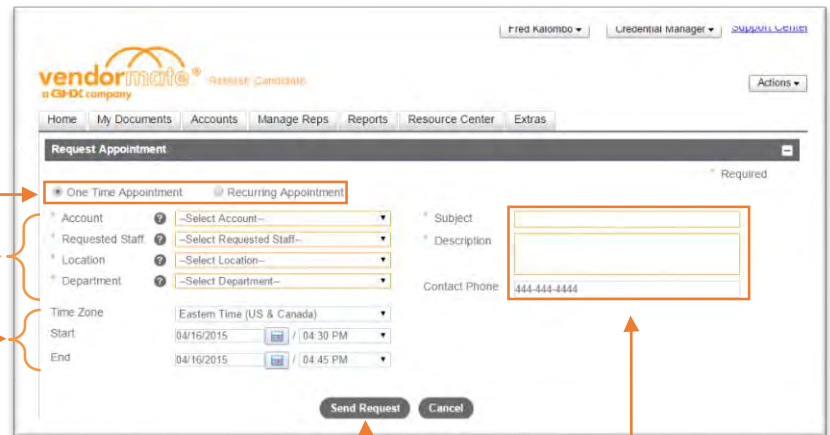 Fred Kalombo
Credential Manager
Support Center
vendormate®
a GHX company
Actions
Home My Documents Accounts Manage Reps Reports Resource Center Extras
Request Appointment
* Required
One Time Appointment Recurring Appointment
* Account --Select Account--
* Requested Staff --Select Requested Staff--
* Location --Select Location--
* Department --Select Department--
Time Zone Eastern Time (US & Canada)
Start 04/16/2015 / 04:30 PM
End 04/16/2015 / 04:45 PM
* Subject
* Description
Contact Phone 444-444-4444
Send Request Cancel